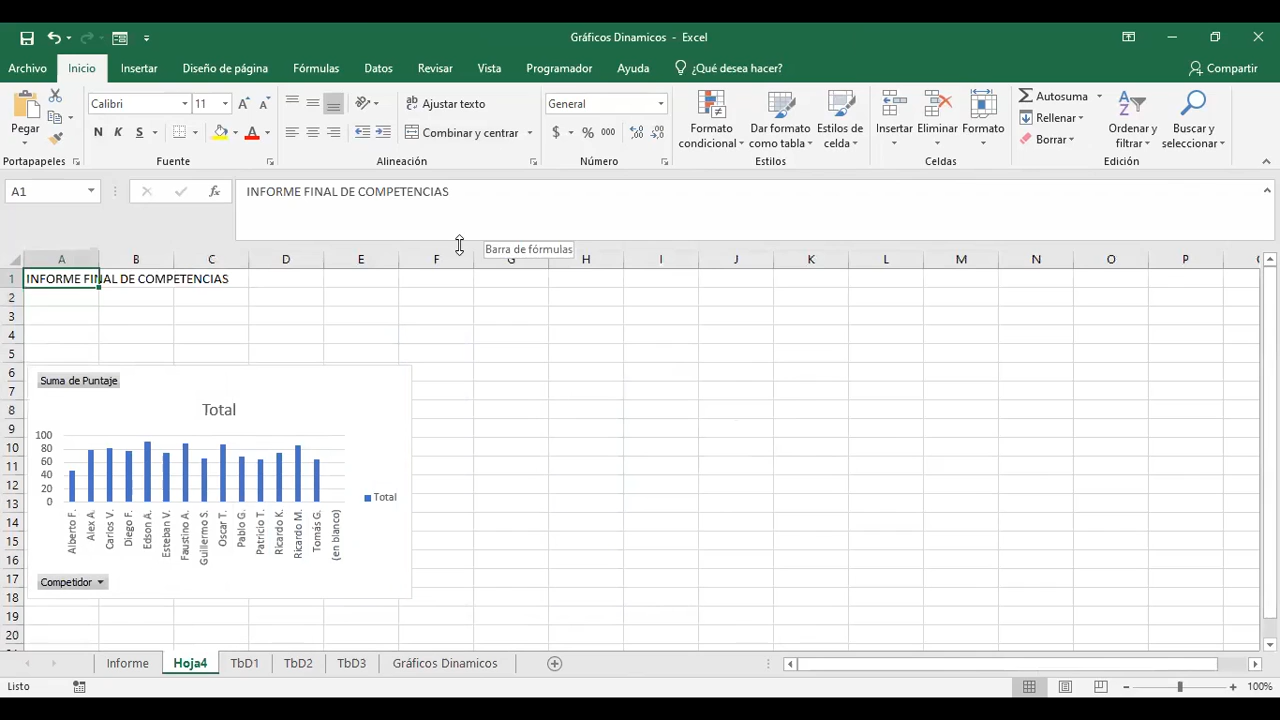 Gráficos Dinamicos - Excel
Archivo Inicio Insertar Diseño de página Fórmulas Datos Revisar Vista Programador Ayuda ¿Qué desea hacer? Compartir
Pegar
Portapapeles
Calibri 11
N K S
Fuente
Ajustar texto
Combinar y centrar
Alineación
General
$ % 000
Número
Formato condicional
Dar formato como tabla
Estilos de celda
Estilos
Insertar Eliminar Formato
Celdas
Autosuma
Rellenar
Borrar
Ordenar y filtrar
Buscar y seleccionar
Edición
A1 fx INFORME FINAL DE COMPETENCIAS
Barra de fórmulas
A B C D E F G H I J K L M N O P
1 INFORME FINAL DE COMPETENCIAS
2
3
4
5
6
7
8
9
10
11
12
13
14
15
16
17
18
19
20
Suma de Puntaje
Total
100
80
60
40
20
0
Alberto F.
Alex A.
Carlos V.
Diego F.
Edson A.
Esteban V.
Faustino A.
Guillermo S.
Oscar T.
Pablo G.
Patricio T.
Ricardo K.
Ricardo M.
Tomás G.
(en blanco)
Total
Competidor
Informe Hoja4 TbD1 TbD2 TbD3 Gráficos Dinamicos
Listo
100%